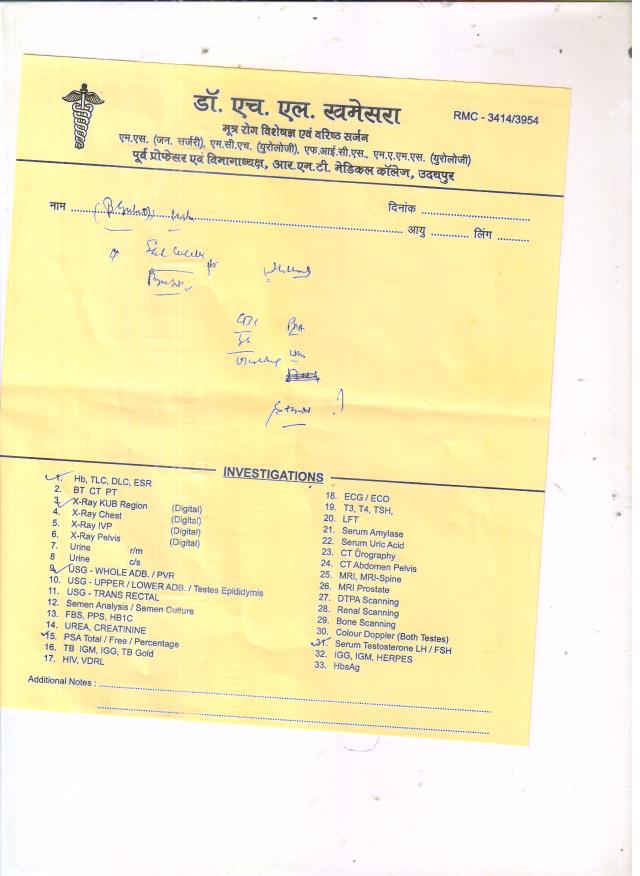 डॉ. एच. एल. खमेसरा
RMC - 3414/3954
मूत्र रोग विशेषज्ञ एवं वरिष्ठ सर्जन
एम.एस. (जन. सर्जरी), एम.सी.एच. (युरोलोजी), एफ.आई.सी.एस., एम.ए.एम.एस. (युरोलोजी)
पूर्व प्रोफेसर एवं विभागाध्यक्ष, आर.एन.टी. मेडिकल कॉलेज, उदयपुर
दिनांक
नाम
आयु लिंग
CBC
INVESTIGATIONS
1. Hb, TLC, DLC, ESR
2. BT CT PT
3. X-Ray KUB Region (Digital)
4. X-Ray Chest (Digital)
5. X-Ray IVP (Digital)
6. X-Ray Pelvis (Digital)
7. Urine r/m
8 Urine c/s
9. USG - WHOLE ADB. / PVR
10. USG - UPPER / LOWER ADB. / Testes Epididymis
11. USG - TRANS RECTAL
12. Semen Analysis / Semen Culture
13. FBS, PPS, HB1C
14. UREA, CREATININE
15. PSA Total / Free / Percentage
16. TB IGM, IGG, TB Gold
17. HIV, VDRL
18. ECG / ECO
19. T3, T4, TSH,
20. LFT
21. Serum Amylase
22. Serum Uric Acid
23. CT Urography
24. CT Abdomen Pelvis
25. MRI, MRI-Spine
26. MRI Prostate
27. DTPA Scanning
28. Renal Scanning
29. Bone Scanning
30. Colour Doppler (Both Testes)
31. Serum Testosterone LH / FSH
32. IGG, IGM, HERPES
33. HbsAg
Additional Notes :